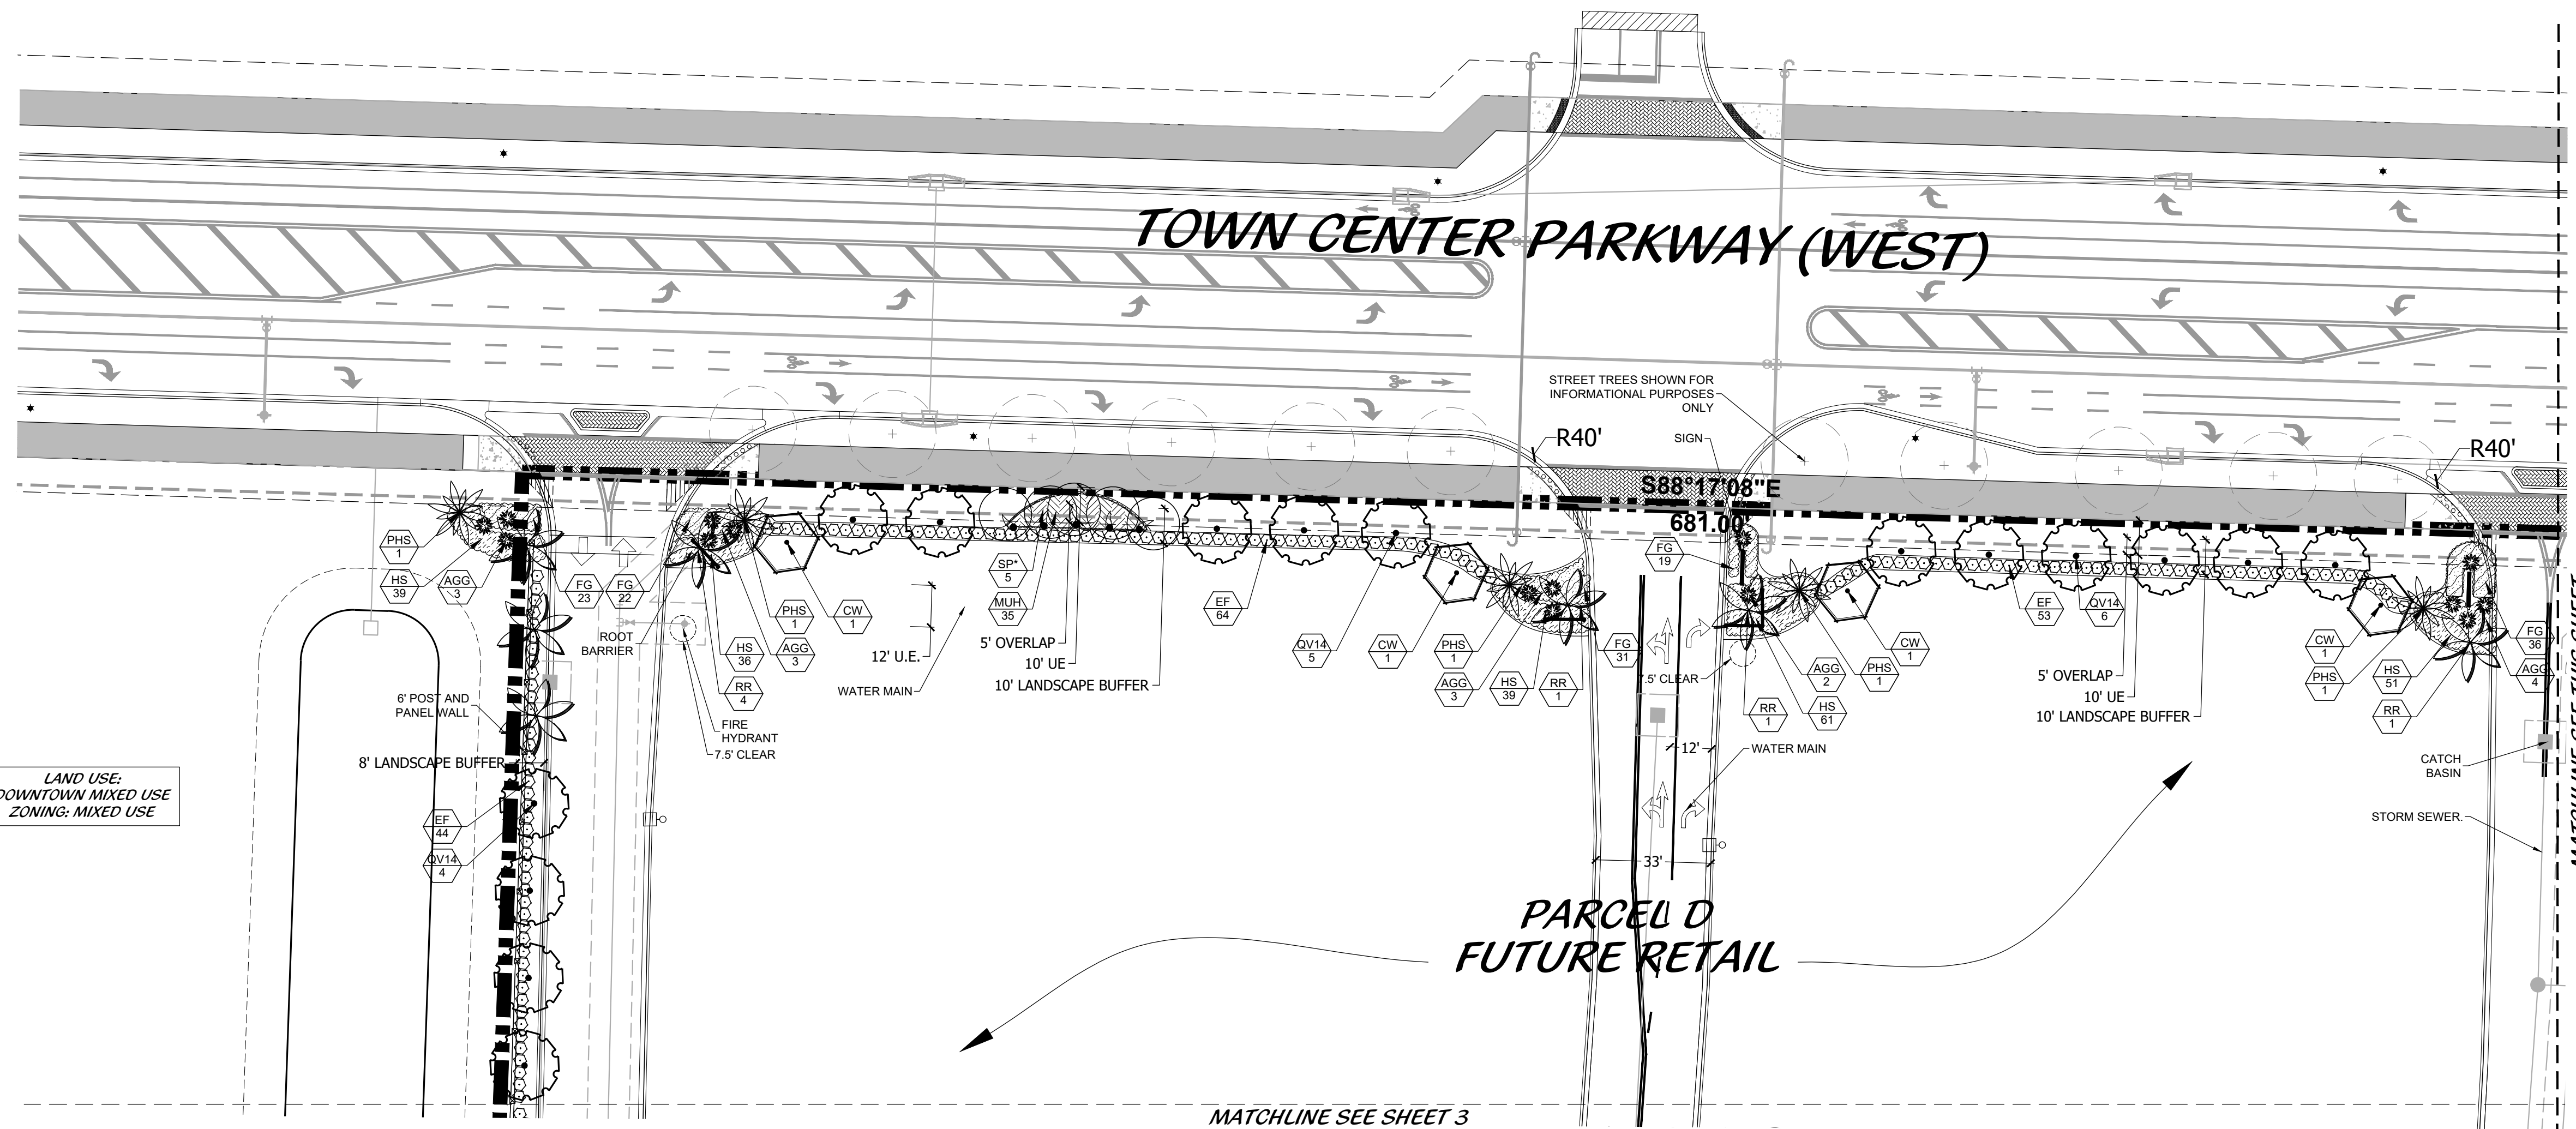 TOWN CENTER PARKWAY (WEST)
STREET TREES SHOWN FOR
INFORMATIONAL PURPOSES
ONLY
SIGN
R40'
R40'
S88°17'08"E
681.00'
PHS
1
HS
39
AGG
3
FG
23
FG
22
ROOT
BARRIER
PHS
1
CW
1
HS
36
AGG
3
RR
4
FIRE
HYDRANT
7.5' CLEAR
12' U.E.
WATER MAIN
SP*
5
MUH
35
5' OVERLAP
10' UE
10' LANDSCAPE BUFFER
EF
64
QV14
5
CW
1
PHS
1
AGG
3
HS
39
RR
1
FG
31
FG
19
7.5' CLEAR
RR
1
HS
61
AGG
2
PHS
1
CW
1
12'
WATER MAIN
33'
EF
53
QV14
6
5' OVERLAP
10' UE
10' LANDSCAPE BUFFER
CW
1
PHS
1
HS
51
RR
1
FG
36
AGG
4
CATCH
BASIN
STORM SEWER.
6' POST AND
PANEL WALL
8' LANDSCAPE BUFFER
EF
44
QV14
4
LAND USE:
DOWNTOWN MIXED USE
ZONING: MIXED USE
PARCEL D
FUTURE RETAIL
MATCHLINE SEE SHEET 3
MATCHLINE SEE THIS SHEET